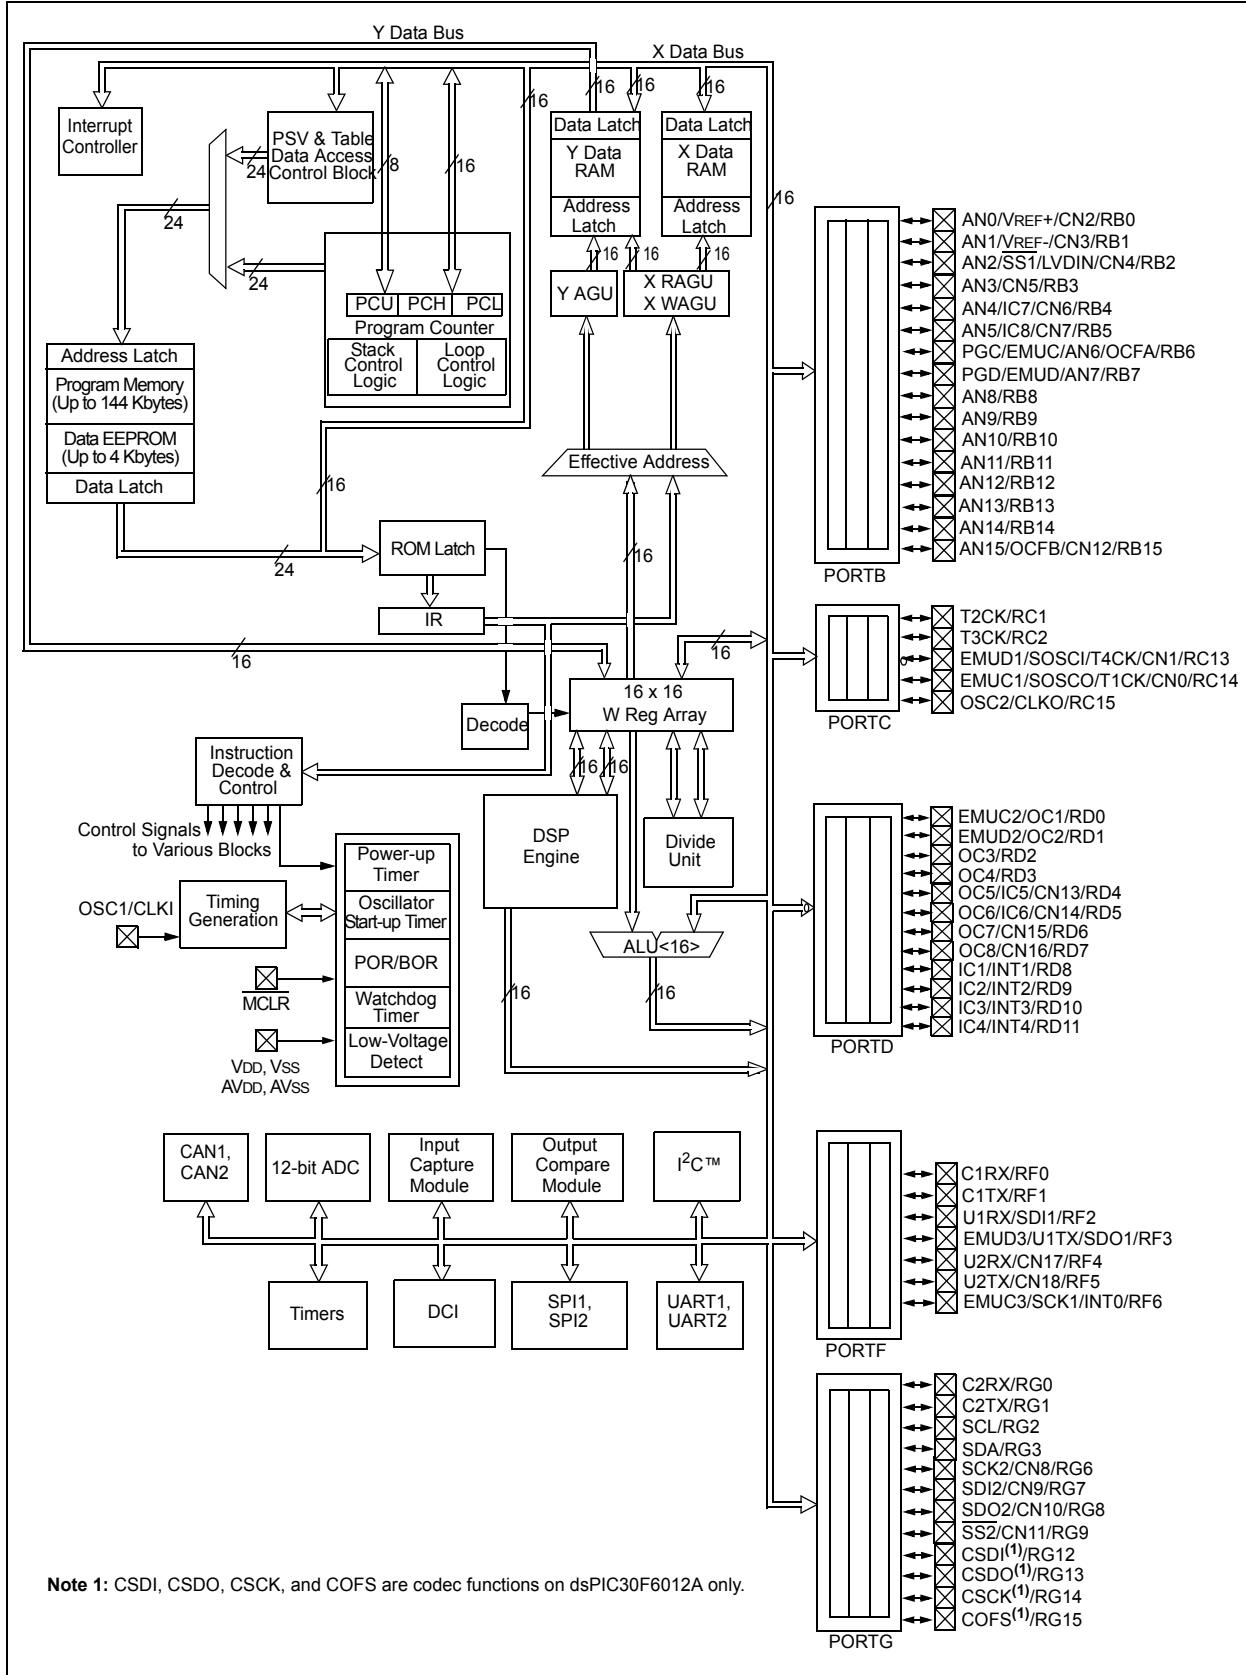 Y Data Bus
X Data Bus
Interrupt
Controller
PSV & Table
Data Access
Control Block
24
24
24
8
16
16
16
16
16
16
Data Latch
Y Data
RAM
Address
Latch
Data Latch
X Data
RAM
Address
Latch
16
16
16
Y AGU
X RAGU
X WAGU
PCU
PCH
PCL
Program Counter
Stack
Control
Logic
Loop
Control
Logic
Address Latch
Program Memory
(Up to 144 Kbytes)
Data EEPROM
(Up to 4 Kbytes)
Data Latch
16
24
Effective Address
16
ROM Latch
IR
16
16
16 x 16
W Reg Array
Decode
Instruction
Decode &
Control
Control Signals
to Various Blocks
16
16
DSP
Engine
Divide
Unit
Power-up
Timer
Oscillator
Start-up Timer
POR/BOR
Watchdog
Timer
Low-Voltage
Detect
OSC1/CLKI
Timing
Generation
MCLR
VDD, VSS
AVDD, AVSS
ALU<16>
16
16
CAN1,
CAN2
12-bit ADC
Input
Capture
Module
Output
Compare
Module
I2C™
Timers
DCI
SPI1,
SPI2
UART1,
UART2
AN0/VREF+/CN2/RB0
AN1/VREF-/CN3/RB1
AN2/SS1/LVDIN/CN4/RB2
AN3/CN5/RB3
AN4/IC7/CN6/RB4
AN5/IC8/CN7/RB5
PGC/EMUC/AN6/OCFA/RB6
PGD/EMUD/AN7/RB7
AN8/RB8
AN9/RB9
AN10/RB10
AN11/RB11
AN12/RB12
AN13/RB13
AN14/RB14
AN15/OCFB/CN12/RB15
PORTB
T2CK/RC1
T3CK/RC2
EMUD1/SOSCI/T4CK/CN1/RC13
EMUC1/SOSCO/T1CK/CN0/RC14
OSC2/CLKO/RC15
PORTC
EMUC2/OC1/RD0
EMUD2/OC2/RD1
OC3/RD2
OC4/RD3
OC5/IC5/CN13/RD4
OC6/IC6/CN14/RD5
OC7/CN15/RD6
OC8/CN16/RD7
IC1/INT1/RD8
IC2/INT2/RD9
IC3/INT3/RD10
IC4/INT4/RD11
PORTD
C1RX/RF0
C1TX/RF1
U1RX/SDI1/RF2
EMUD3/U1TX/SDO1/RF3
U2RX/CN17/RF4
U2TX/CN18/RF5
EMUC3/SCK1/INT0/RF6
PORTF
C2RX/RG0
C2TX/RG1
SCL/RG2
SDA/RG3
SCK2/CN8/RG6
SDI2/CN9/RG7
SDO2/CN10/RG8
SS2/CN11/RG9
CSDI(1)/RG12
CSDO(1)/RG13
CSCK(1)/RG14
COFS(1)/RG15
PORTG
Note 1: CSDI, CSDO, CSCK, and COFS are codec functions on dsPIC30F6012A only.